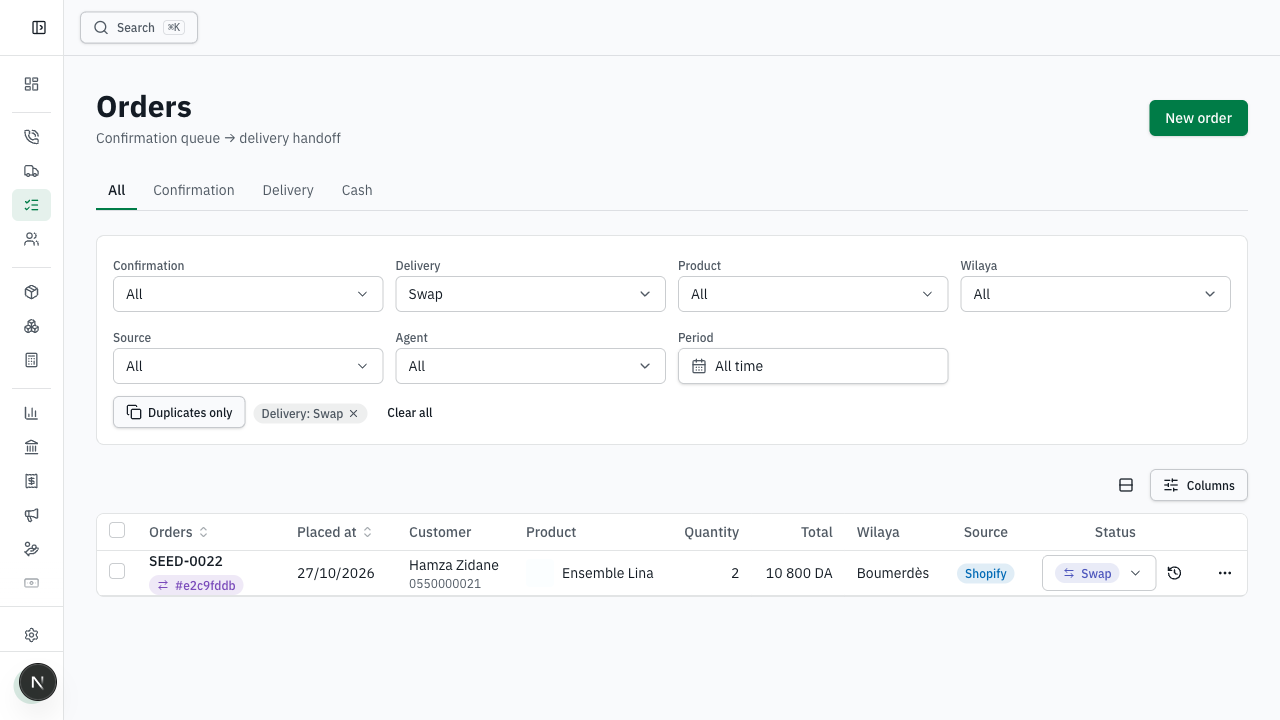 Search ⌘K
Orders
Confirmation queue → delivery handoff
New order
All Confirmation Delivery Cash
Confirmation Delivery Product Wilaya
All Swap All All
Source Agent Period
All All All time
Duplicates only Delivery: Swap × Clear all
Columns
Orders Placed at Customer Product Quantity Total Wilaya Source Status
SEED-0022
#e2c9fddb
27/10/2026
Hamza Zidane
0550000021
Ensemble Lina 2 10 800 DA Boumerdès Shopify Swap
N